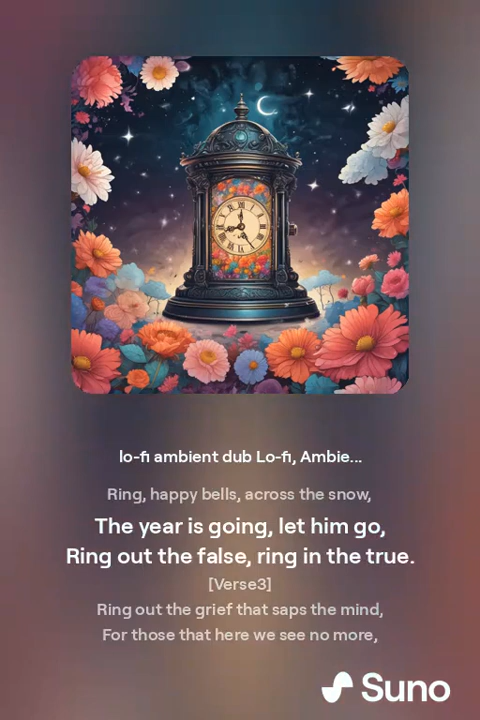 lo-fi ambient dub Lo-fi, Ambie...
Ring, happy bells, across the snow,
The year is going, let him go,
Ring out the false, ring in the true.
[Verse3]
Ring out the grief that saps the mind,
For those that here we see no more,
Suno